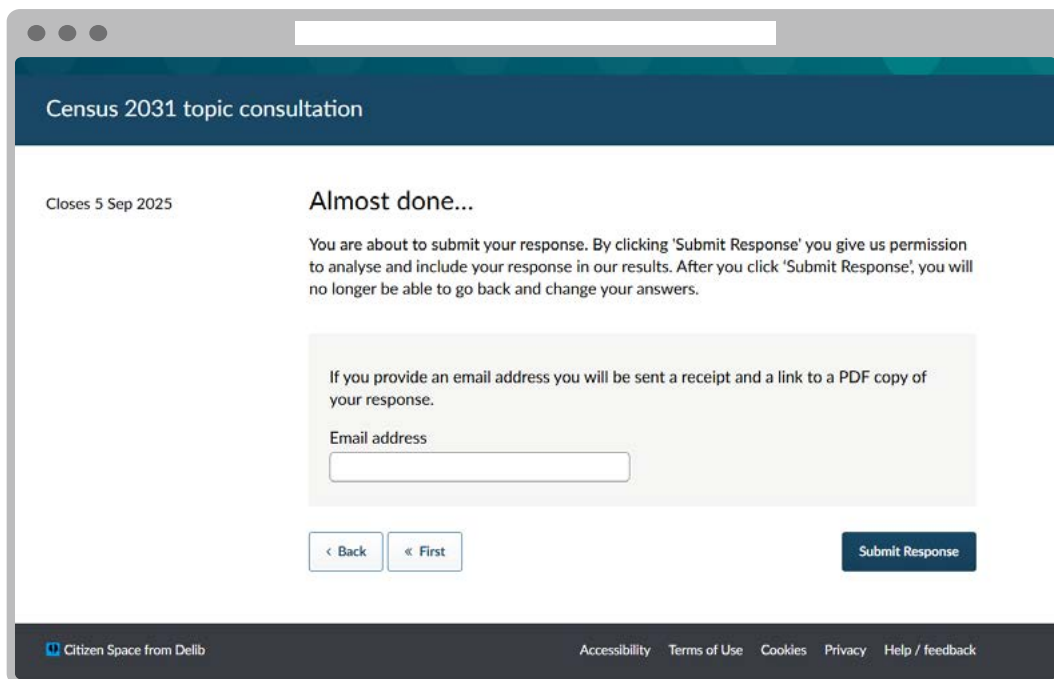 Census 2031 topic consultation
Closes 5 Sep 2025
Almost done...
You are about to submit your response. By clicking 'Submit Response' you give us permission
to analyse and include your response in our results. After you click ‘Submit Response’, you will
no longer be able to go back and change your answers.
If you provide an email address you will be sent a receipt and a link to a PDF copy of
your response.
Email address
‹ Back
« First
Submit Response
Citizen Space from Delib
Accessibility
Terms of Use
Cookies
Privacy
Help / feedback